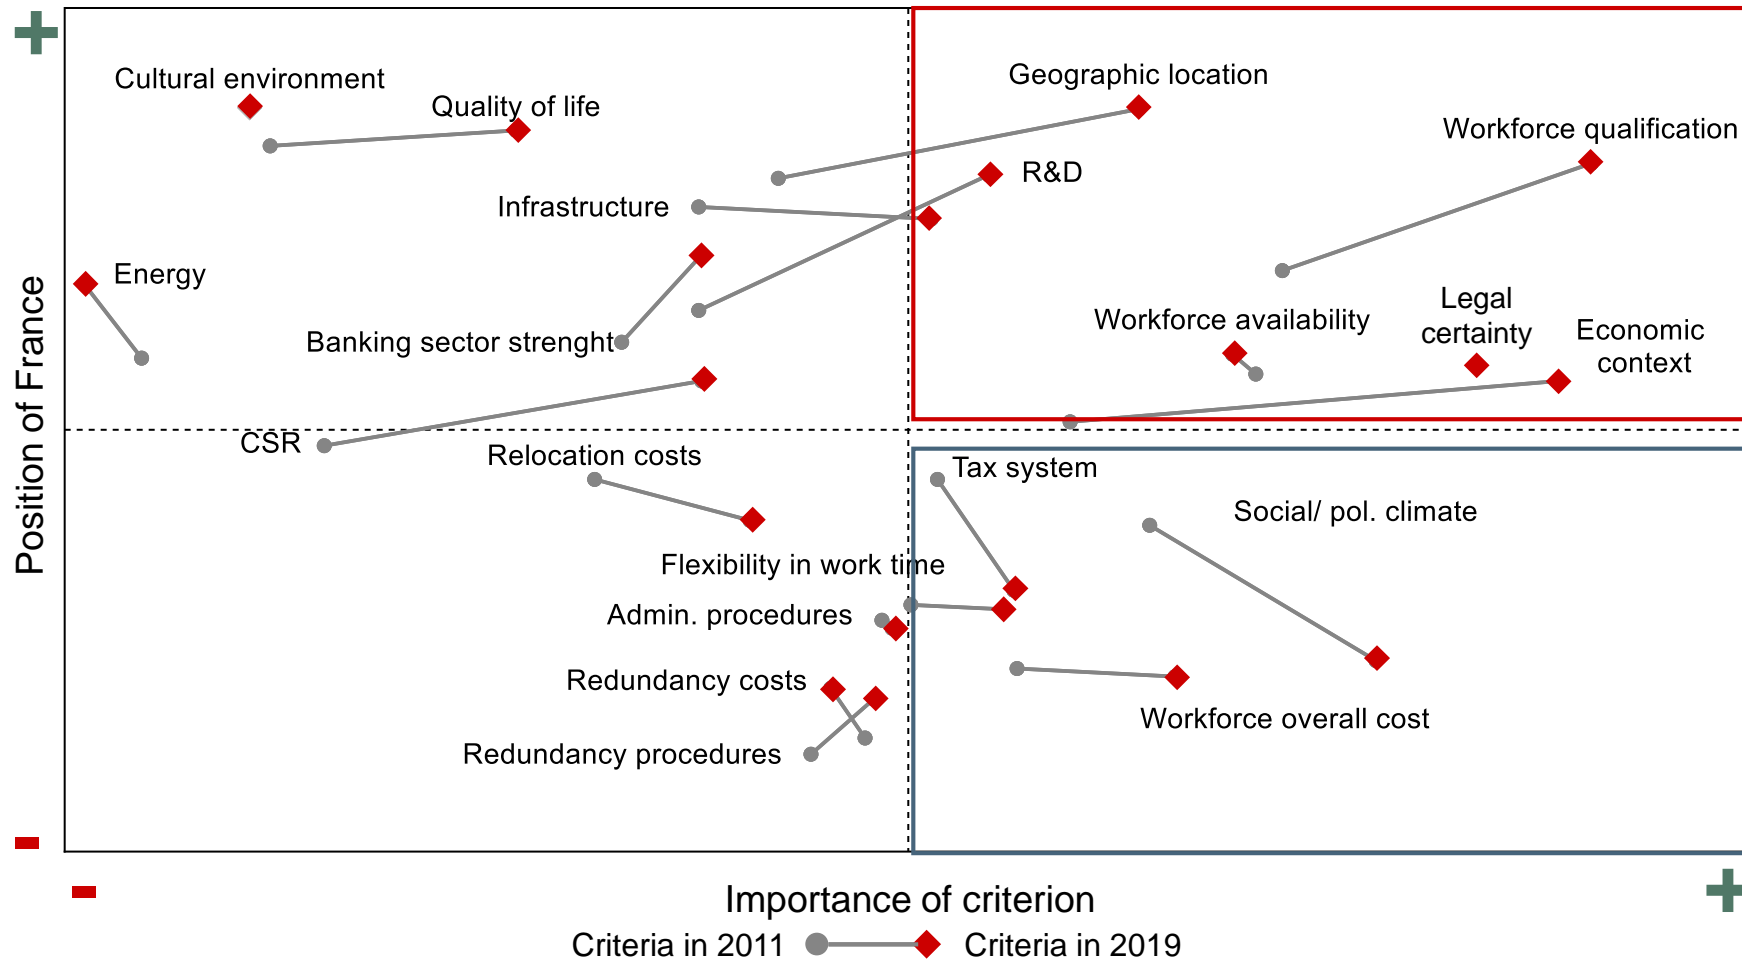 Cultural environment
Quality of life
Geographic location
Workforce qualification
R&D
Infrastructure
Energy
Banking sector strenght
Workforce availability
Legal
certainty
Economic
context
CSR
Relocation costs
Tax system
Social/ pol. climate
Flexibility in work time
Admin. procedures
Redundancy costs
Workforce overall cost
Redundancy procedures
Position of France
Importance of criterion
Criteria in 2011
Criteria in 2019